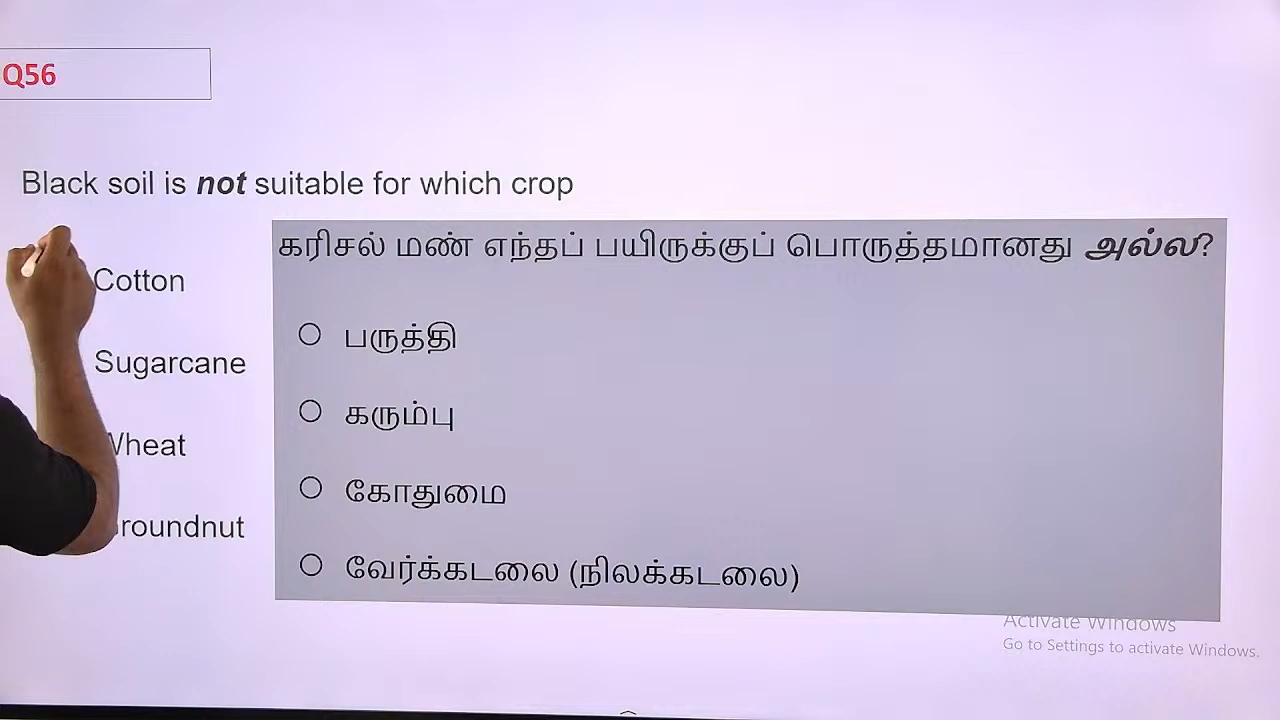 Q56
Black soil is not suitable for which crop
Cotton
Sugarcane
Wheat
Groundnut
கரிசல் மண் எந்தப் பயிருக்குப் பொருத்தமானது அல்ல?
பருத்தி
கரும்பு
கோதுமை
வேர்க்கடலை (நிலக்கடலை)
Activate Windows
Go to Settings to activate Windows.